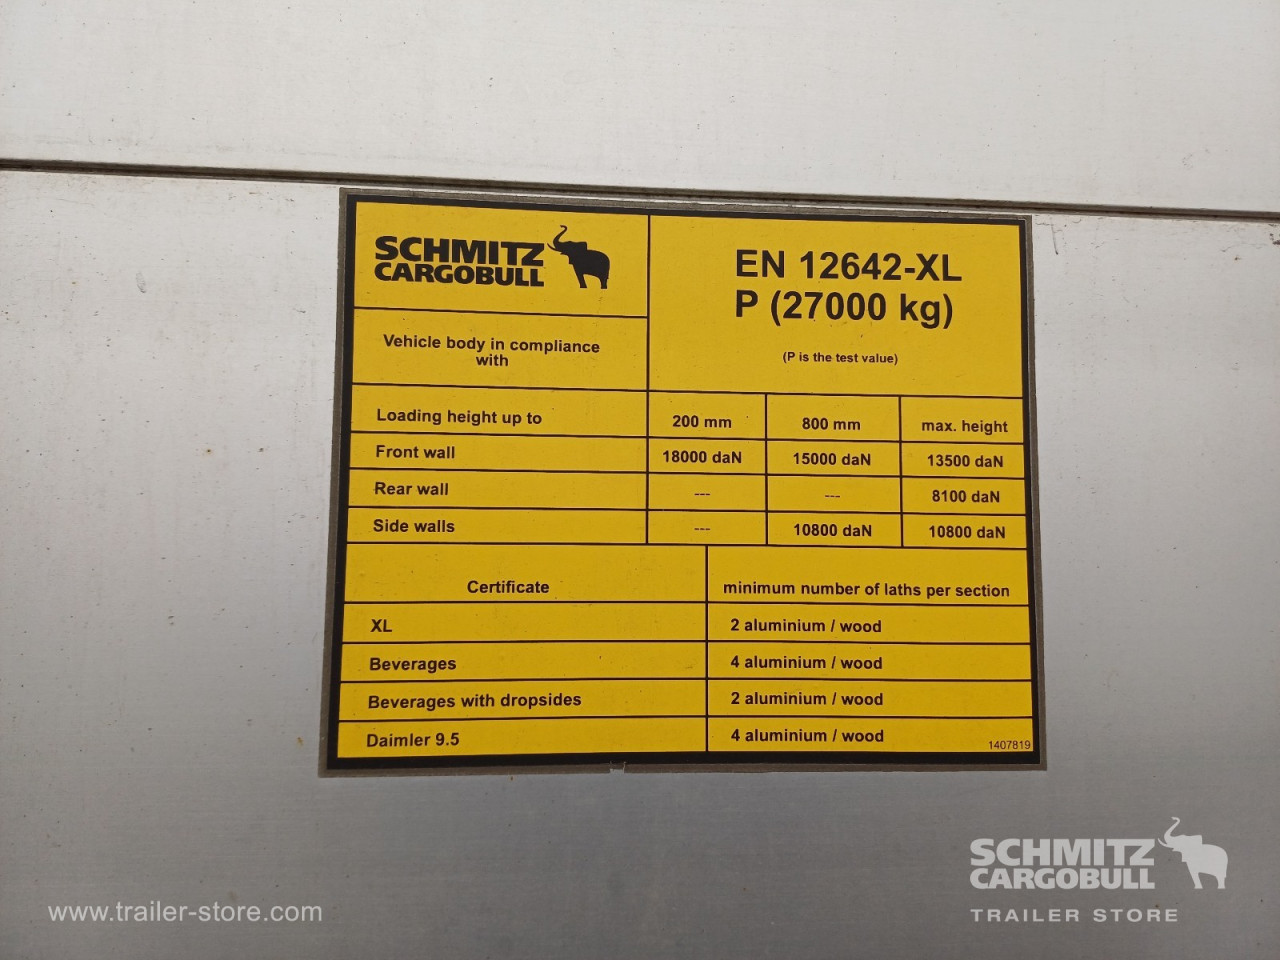 SCHMITZ
CARGOBULL
EN 12642-XL
P (27000 kg)
(P is the test value)
Vehicle body in compliance
with
Loading height up to 200 mm 800 mm max. height
Front wall 18000 daN 15000 daN 13500 daN
Rear wall --- --- 8100 daN
Side walls --- 10800 daN 10800 daN
Certificate minimum number of laths per section
XL 2 aluminium / wood
Beverages 4 aluminium / wood
Beverages with dropsides 2 aluminium / wood
Daimler 9.5 4 aluminium / wood
1407819
www.trailer-store.com
SCHMITZ
CARGOBULL
TRAILER STORE